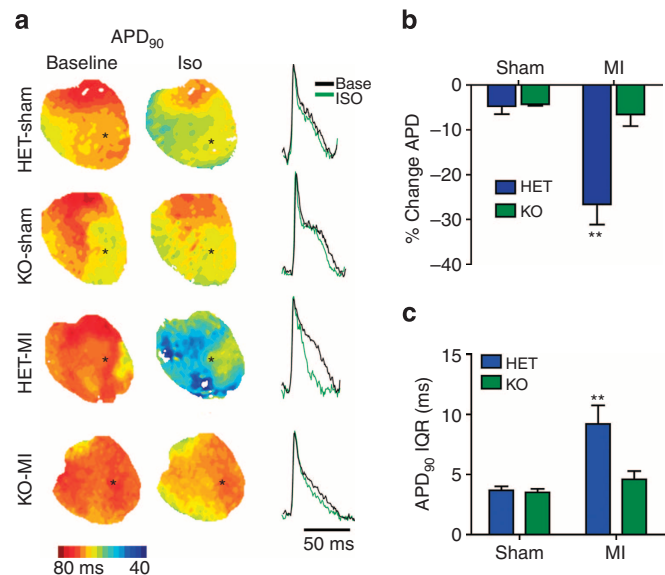 a
APD90
Baseline Iso
Base
ISO
HET-sham
*
*
KO-sham
*
*
HET-MI
*
*
KO-MI
*
*
80 ms 40
50 ms
b
Sham MI
0
−10
−20
−30
−40
% Change APD
HET
KO
**
c
15
10
5
0
APD90 IQR (ms)
HET
KO
**
Sham MI